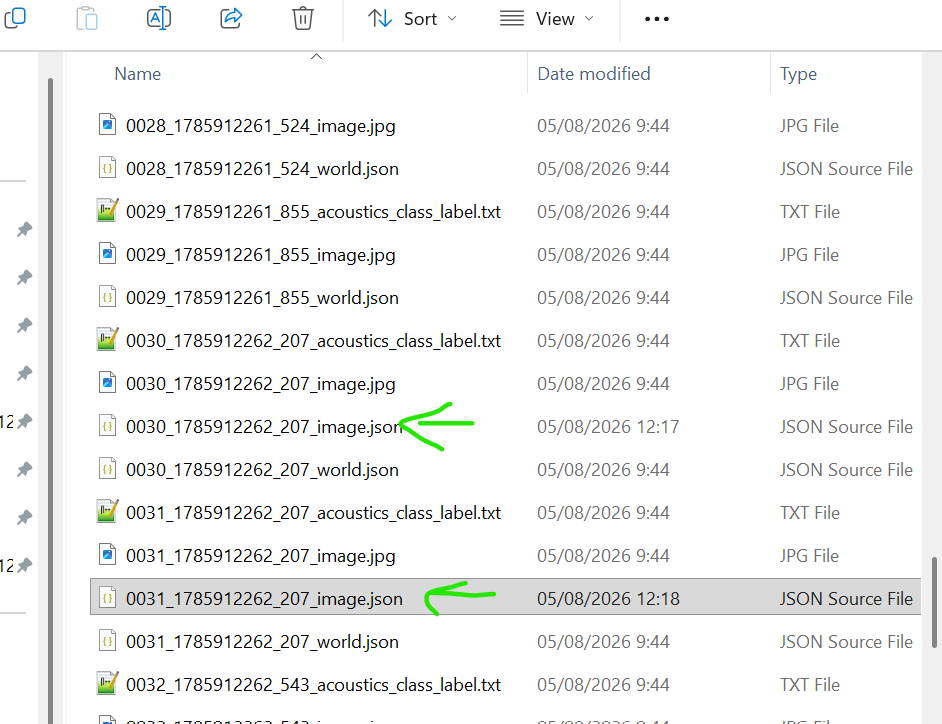 Sort View
Name Date modified Type
0028_1785912261_524_image.jpg 05/08/2026 9:44 JPG File
0028_1785912261_524_world.json 05/08/2026 9:44 JSON Source File
0029_1785912261_855_acoustics_class_label.txt 05/08/2026 9:44 TXT File
0029_1785912261_855_image.jpg 05/08/2026 9:44 JPG File
0029_1785912261_855_world.json 05/08/2026 9:44 JSON Source File
0030_1785912262_207_acoustics_class_label.txt 05/08/2026 9:44 TXT File
0030_1785912262_207_image.jpg 05/08/2026 9:44 JPG File
12 0030_1785912262_207_image.json 05/08/2026 12:17 JSON Source File
0030_1785912262_207_world.json 05/08/2026 9:44 JSON Source File
0031_1785912262_207_acoustics_class_label.txt 05/08/2026 9:44 TXT File
0031_1785912262_207_image.jpg 05/08/2026 9:44 JPG File
12 0031_1785912262_207_image.json 05/08/2026 12:18 JSON Source File
0031_1785912262_207_world.json 05/08/2026 9:44 JSON Source File
0032_1785912262_543_acoustics_class_label.txt 05/08/2026 9:44 TXT File